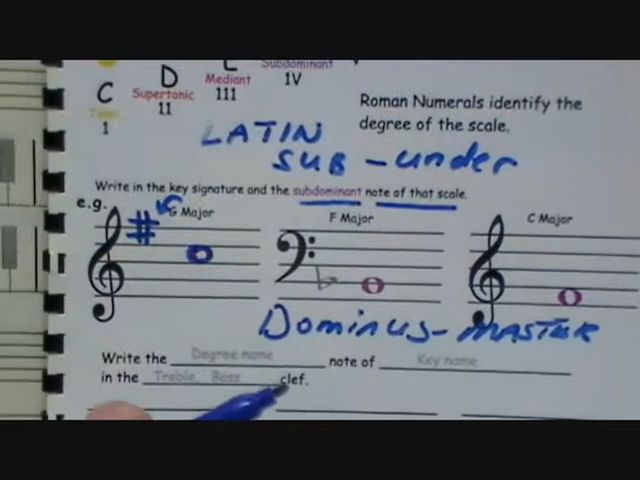 Subdominant
D Mediant 1V
C Supertonic 111
Tonic 11
1
Roman Numerals identify the
degree of the scale.
LATIN
SUB - under
Write in the key signature and the subdominant note of that scale.
e.g. G Major F Major C Major
Dominus - MASTER
Write the Degree name note of Key name
in the Treble Bass clef.